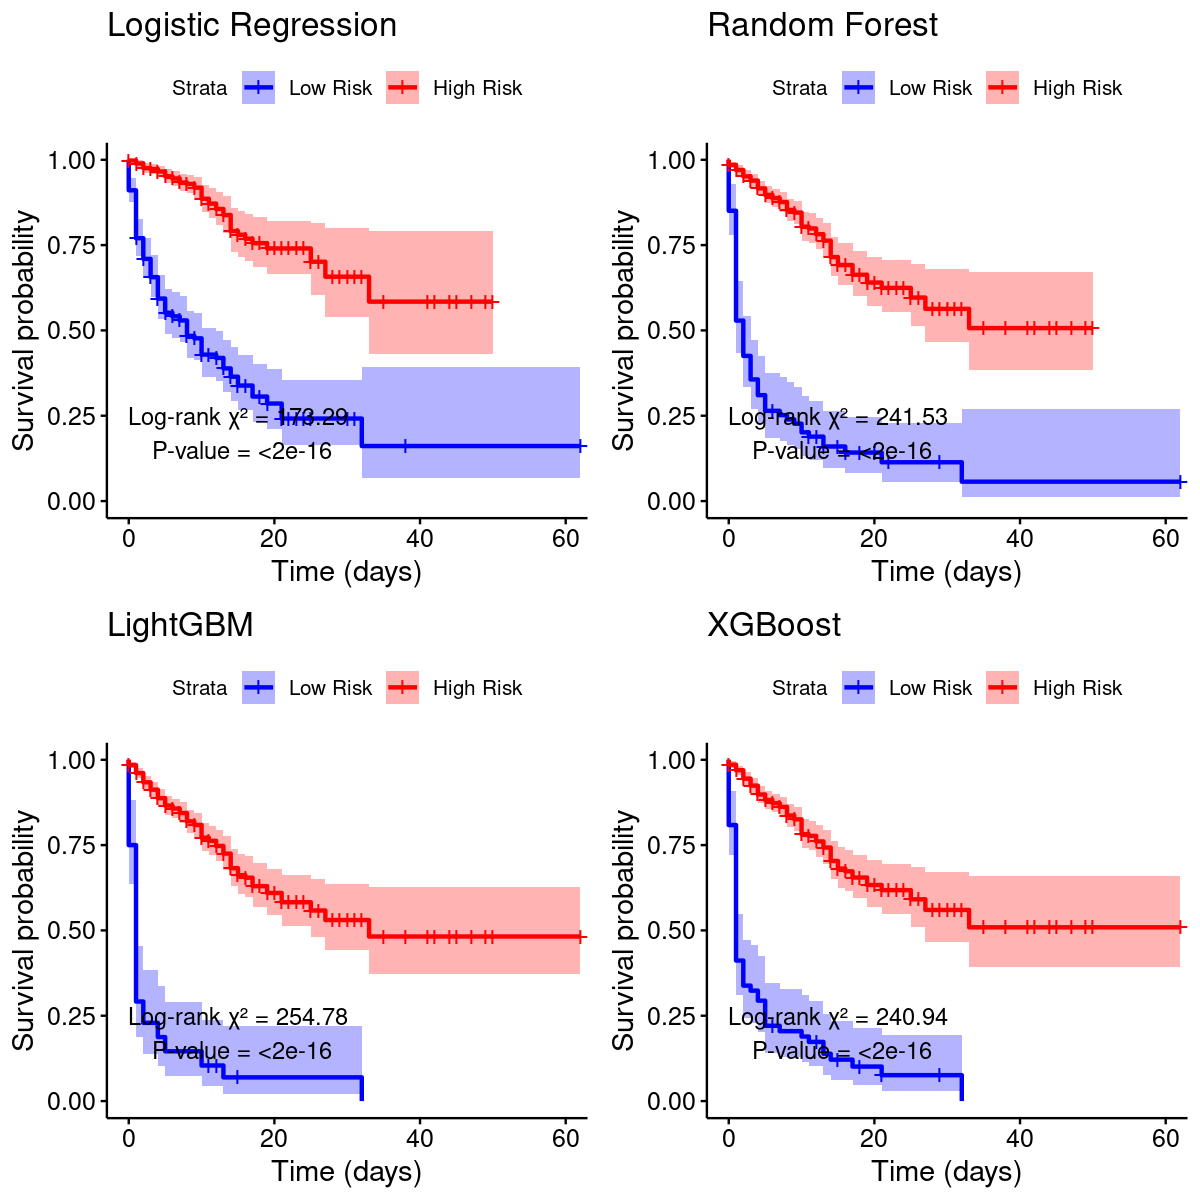 Logistic Regression
Strata Low Risk High Risk
Survival probability
1.00
0.75
0.50
0.25
0.00
Log-rank χ² = 173.29
P-value = <2e-16
0 20 40 60
Time (days)
Random Forest
Strata Low Risk High Risk
Survival probability
1.00
0.75
0.50
0.25
0.00
Log-rank χ² = 241.53
P-value = <2e-16
0 20 40 60
Time (days)
LightGBM
Strata Low Risk High Risk
Survival probability
1.00
0.75
0.50
0.25
0.00
Log-rank χ² = 254.78
P-value = <2e-16
0 20 40 60
Time (days)
XGBoost
Strata Low Risk High Risk
Survival probability
1.00
0.75
0.50
0.25
0.00
Log-rank χ² = 240.94
P-value = <2e-16
0 20 40 60
Time (days)